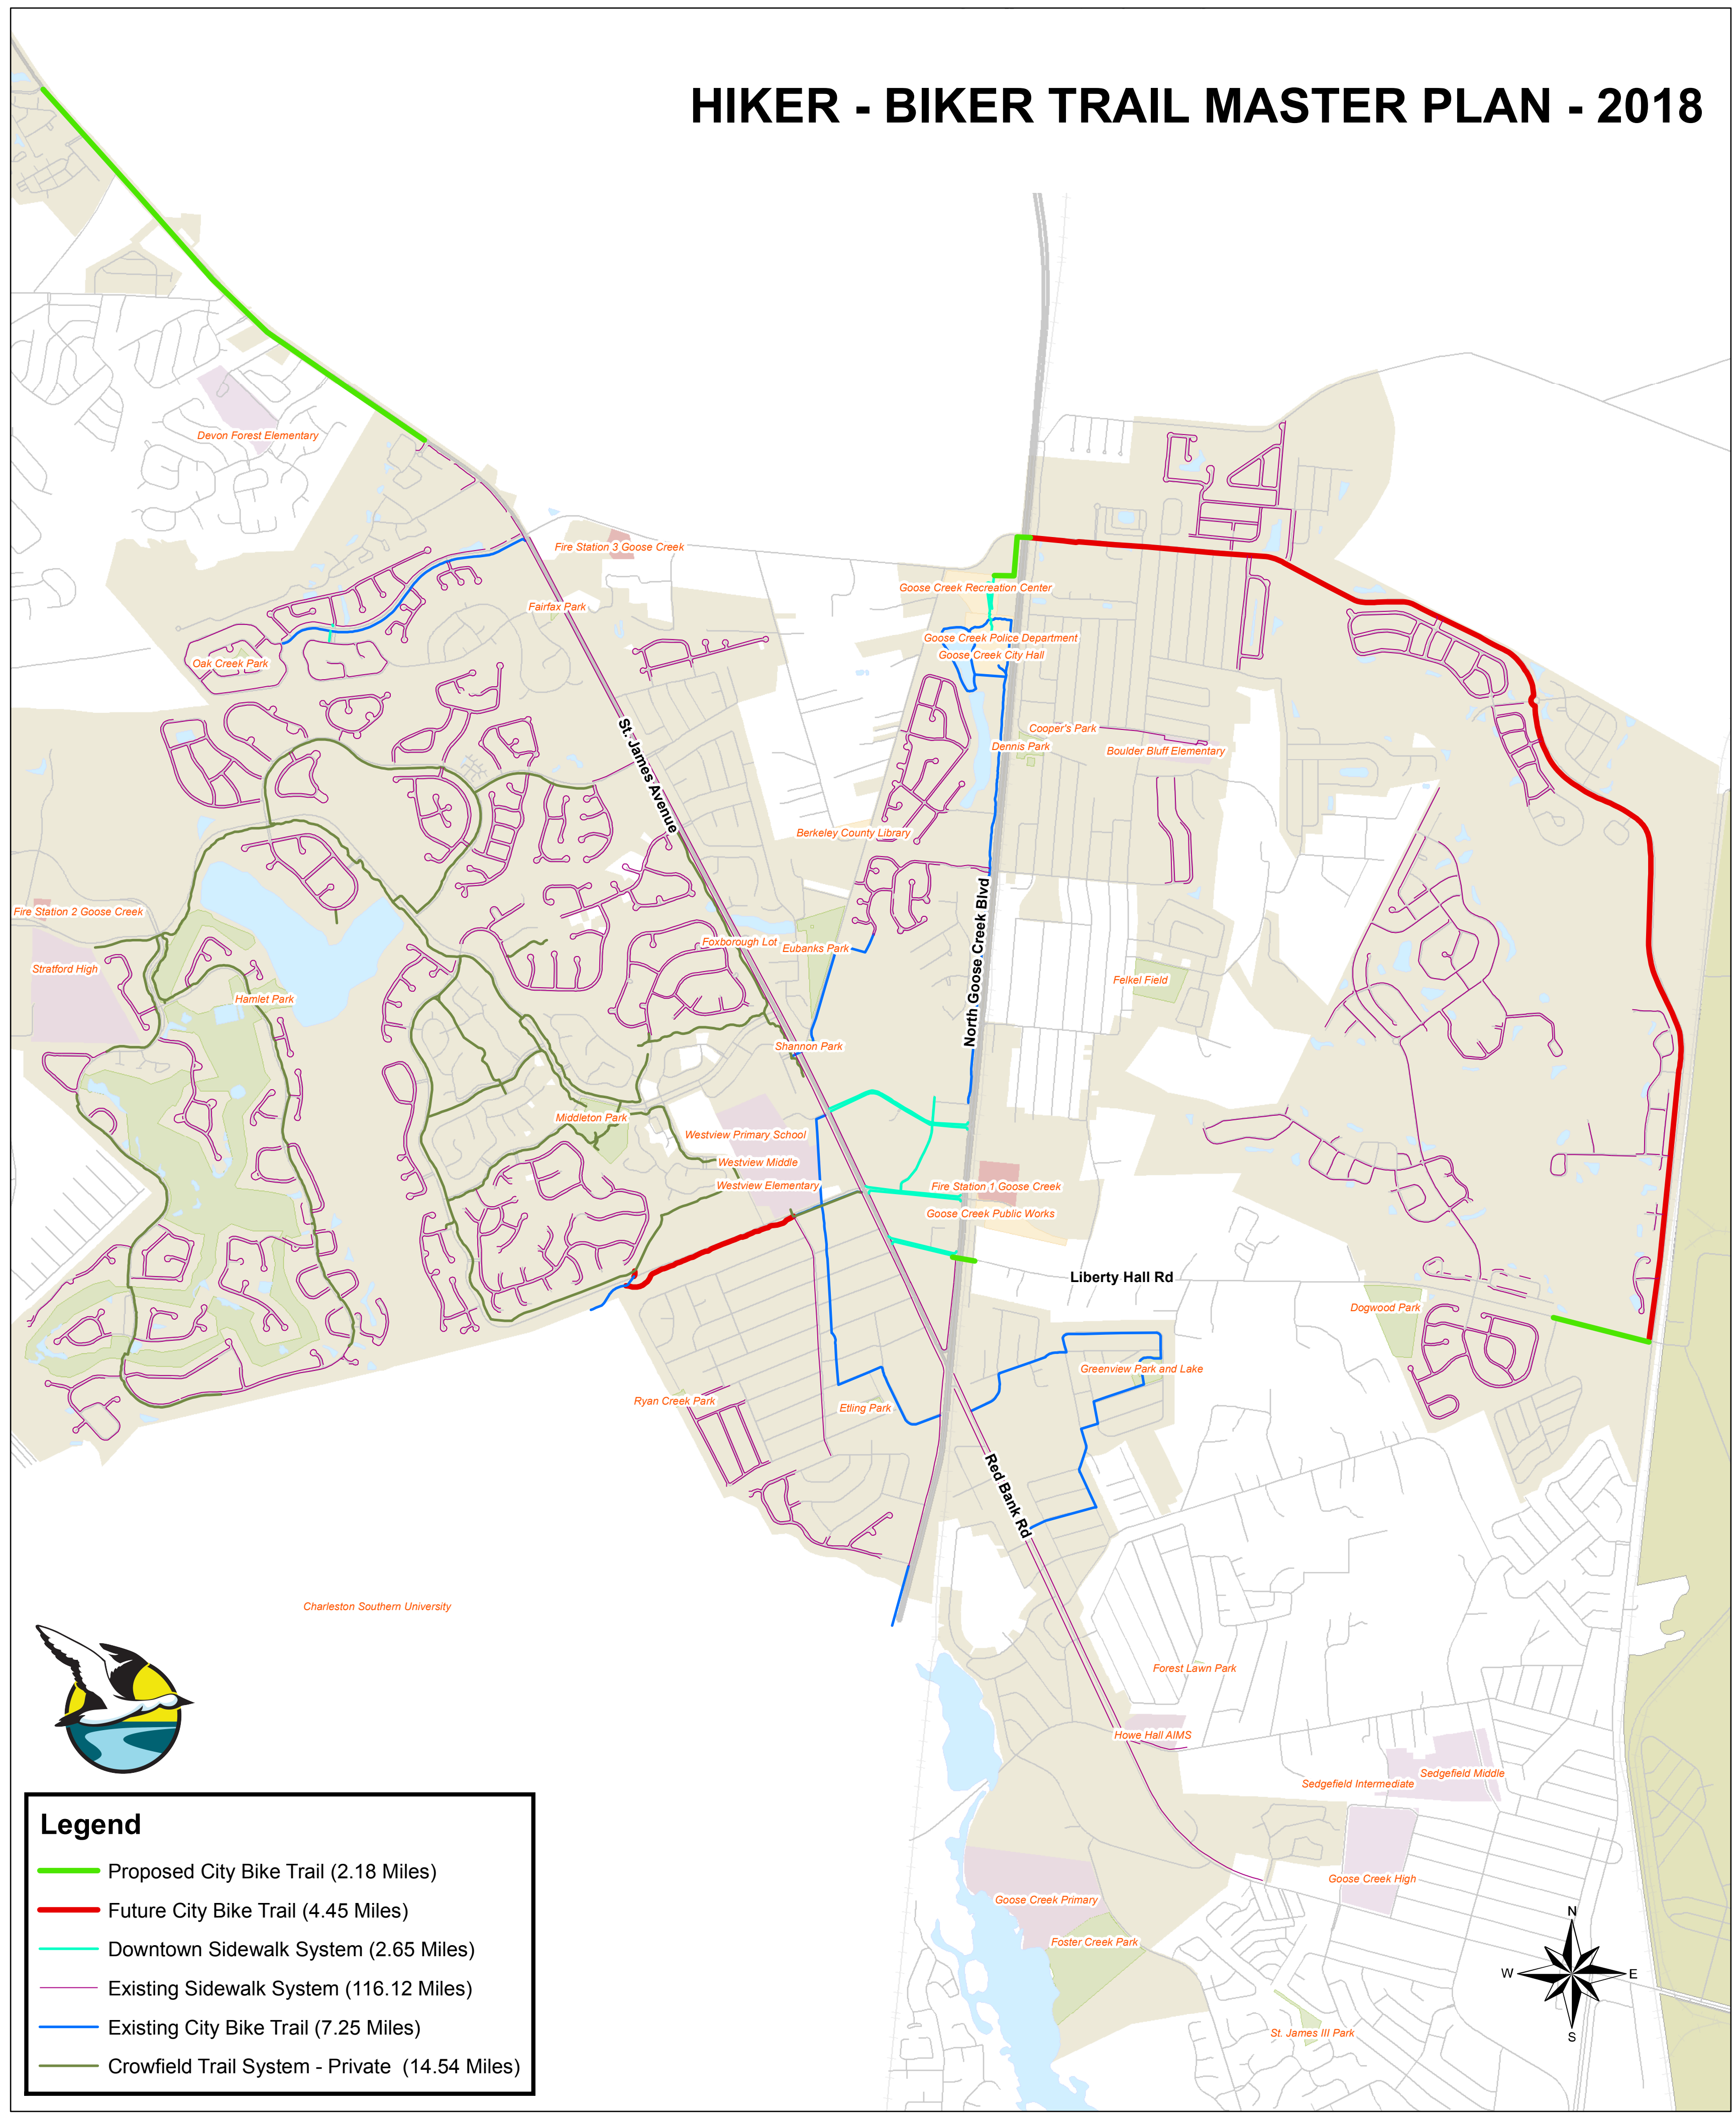 HIKER - BIKER TRAIL MASTER PLAN - 2018
Devon Forest Elementary
Fire Station 3 Goose Creek
Goose Creek Recreation Center
Fairfax Park
Goose Creek Police Department
Goose Creek City Hall
Oak Creek Park
St. James Avenue
Cooper's Park
Dennis Park
Boulder Bluff Elementary
Berkeley County Library
North Goose Creek Blvd
Fire Station 2 Goose Creek
Foxborough Lot
Eubanks Park
Stratford High
Felkel Field
Hamlet Park
Shannon Park
Middleton Park
Westview Primary School
Westview Middle
Westview Elementary
Fire Station 1 Goose Creek
Goose Creek Public Works
Liberty Hall Rd
Dogwood Park
Greenview Park and Lake
Ryan Creek Park
Etling Park
Red Bank Rd
Charleston Southern University
Forest Lawn Park
Howe Hall AIMS
Sedgefield Middle
Sedgefield Intermediate
Goose Creek High
Goose Creek Primary
Foster Creek Park
St. James III Park
N
W
E
S
Legend
Proposed City Bike Trail (2.18 Miles)
Future City Bike Trail (4.45 Miles)
Downtown Sidewalk System (2.65 Miles)
Existing Sidewalk System (116.12 Miles)
Existing City Bike Trail (7.25 Miles)
Crowfield Trail System - Private (14.54 Miles)